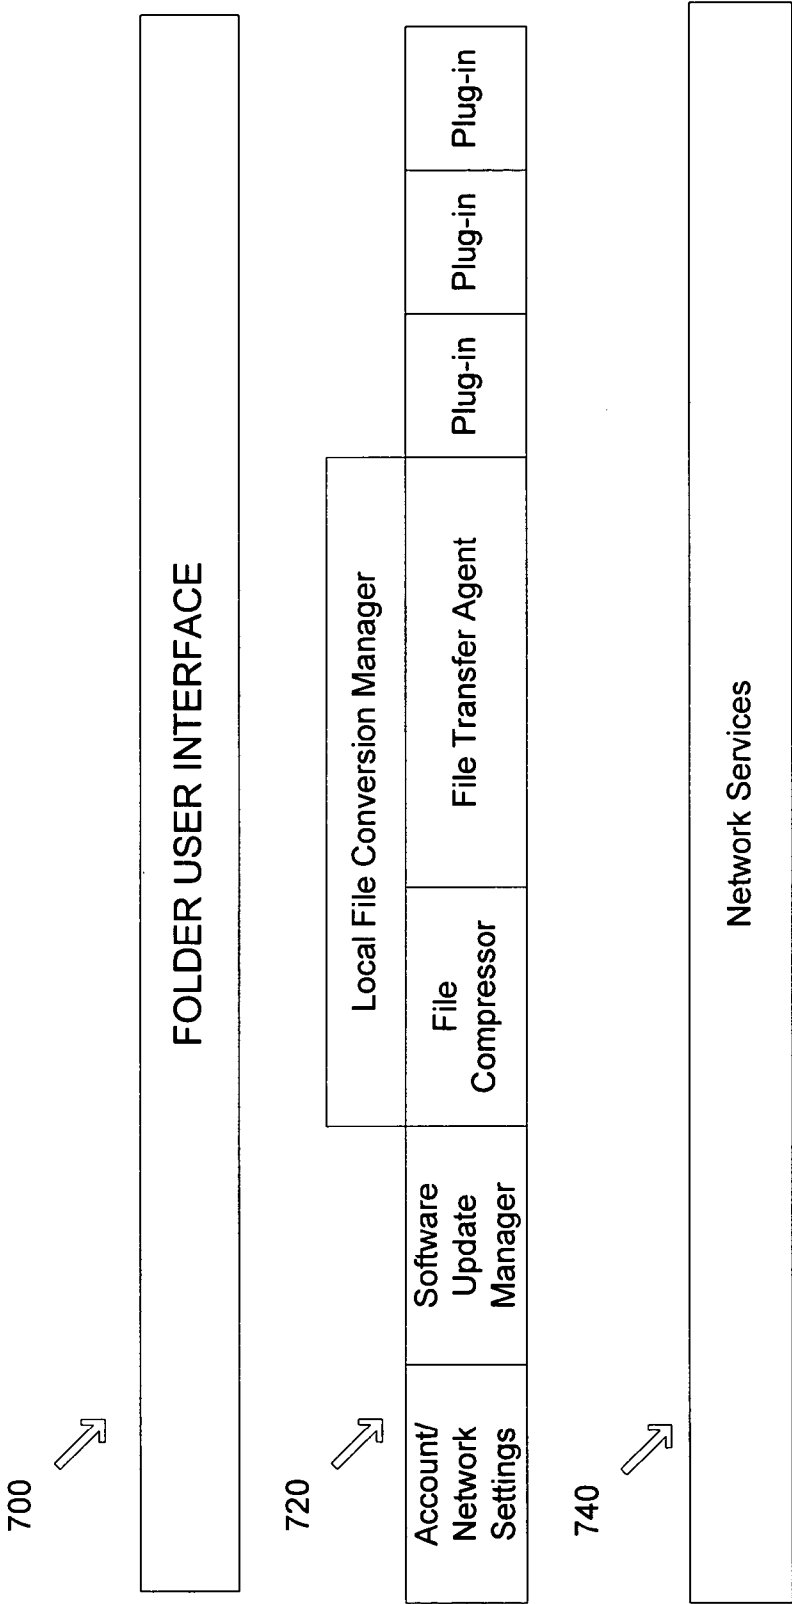 700
FOLDER USER INTERFACE
720
Local File Conversion Manager
Account/
Network
Settings
Software
Update
Manager
File
Compressor
File Transfer Agent
Plug-in
Plug-in
Plug-in
740
Network Services